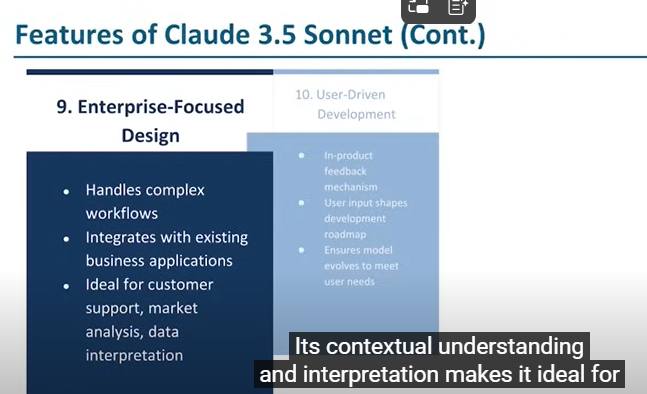 Features of Claude 3.5 Sonnet (Cont.)
9. Enterprise-Focused
Design
• Handles complex
workflows
• Integrates with existing
business applications
• Ideal for customer
support, market
analysis, data
interpretation
10. User-Driven
Development
• In-product
feedback
mechanism
• User input shapes
development
roadmap
• Ensures model
evolves to meet
user needs
Its contextual understanding
and interpretation makes it ideal for